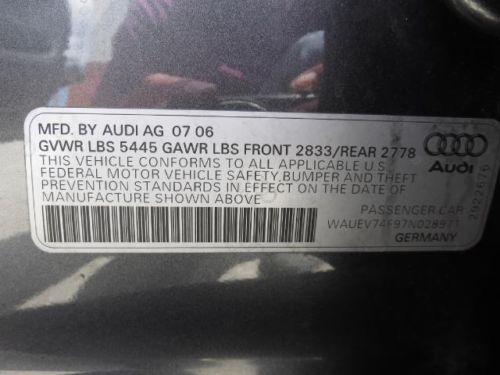 MFD. BY AUDI AG 07 06
GVWR LBS 5445 GAWR LBS FRONT 2833/REAR 2778
THIS VEHICLE CONFORMS TO ALL APPLICABLE U.S.
FEDERAL MOTOR VEHICLE SAFETY,BUMPER AND THEFT
PREVENTION STANDARDS IN EFFECT ON THE DATE OF
MANUFACTURE SHOWN ABOVE
Audi
PASSENGER CAR
GERMANY